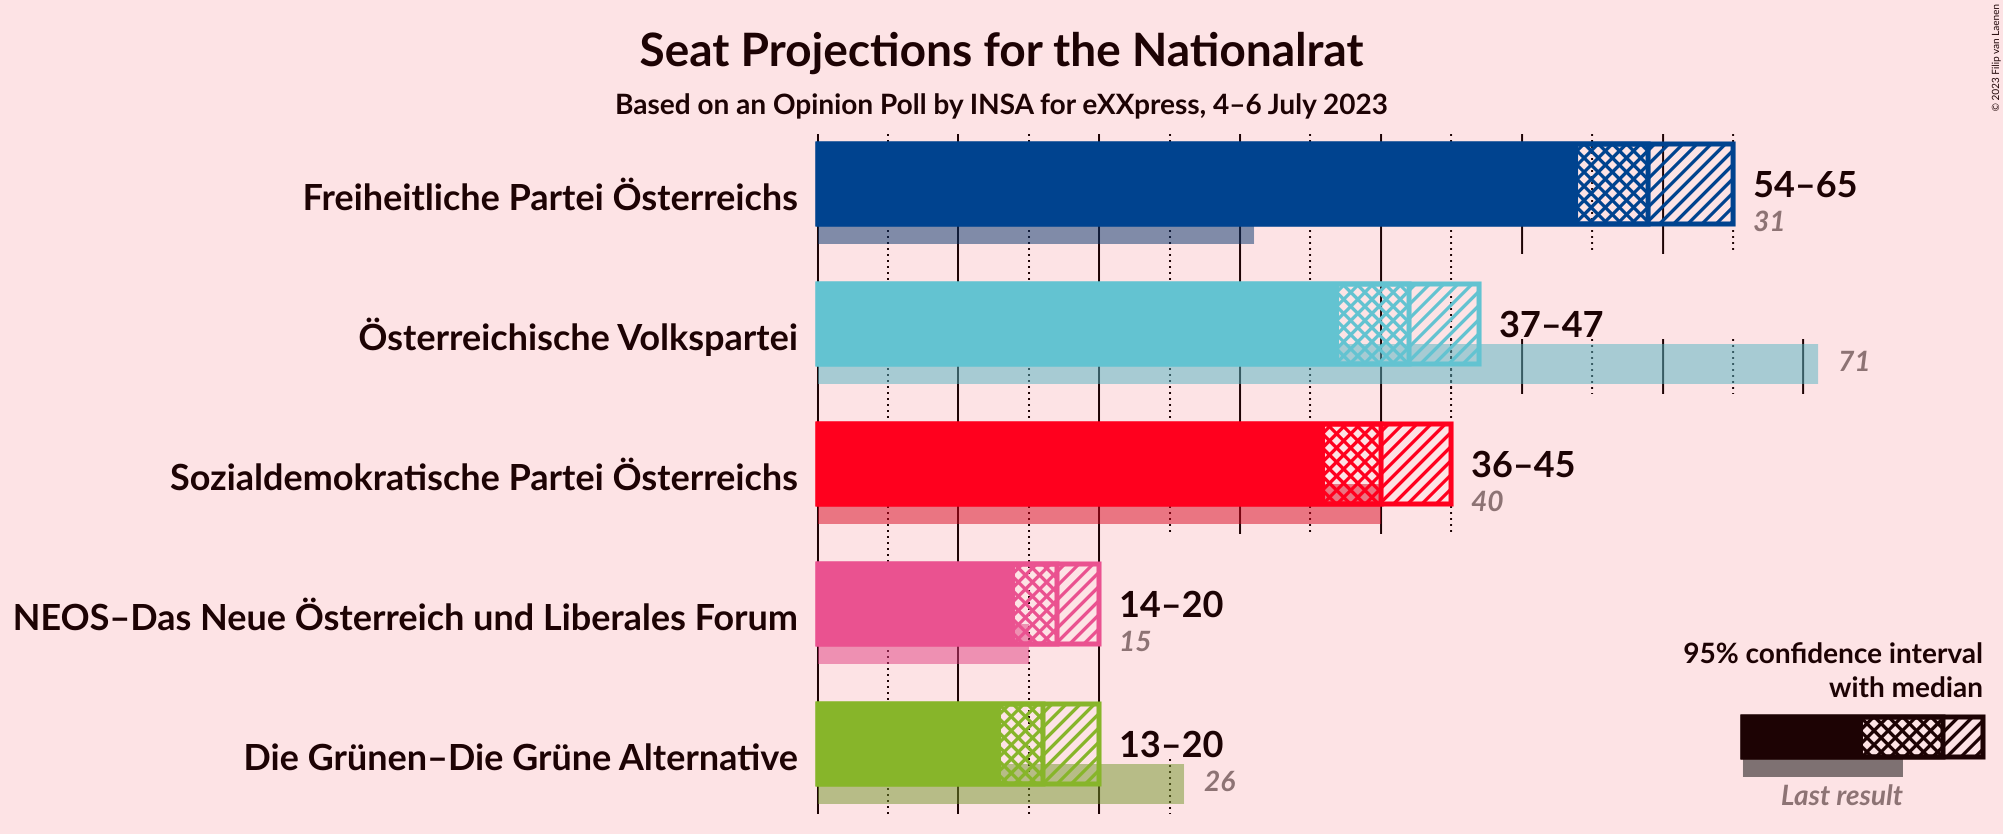 Seat Projections for the Nationalrat
Based on an Opinion Poll by INSA for eXXpress, 4–6 July 2023
© 2023 Filip van Laenen
Freiheitliche Partei Österreichs
54–65
31
Österreichische Volkspartei
37–47
71
Sozialdemokratische Partei Österreichs
36–45
40
NEOS–Das Neue Österreich und Liberales Forum
14–20
15
Die Grünen–Die Grüne Alternative
13–20
26
95% confidence interval
with median
Last result